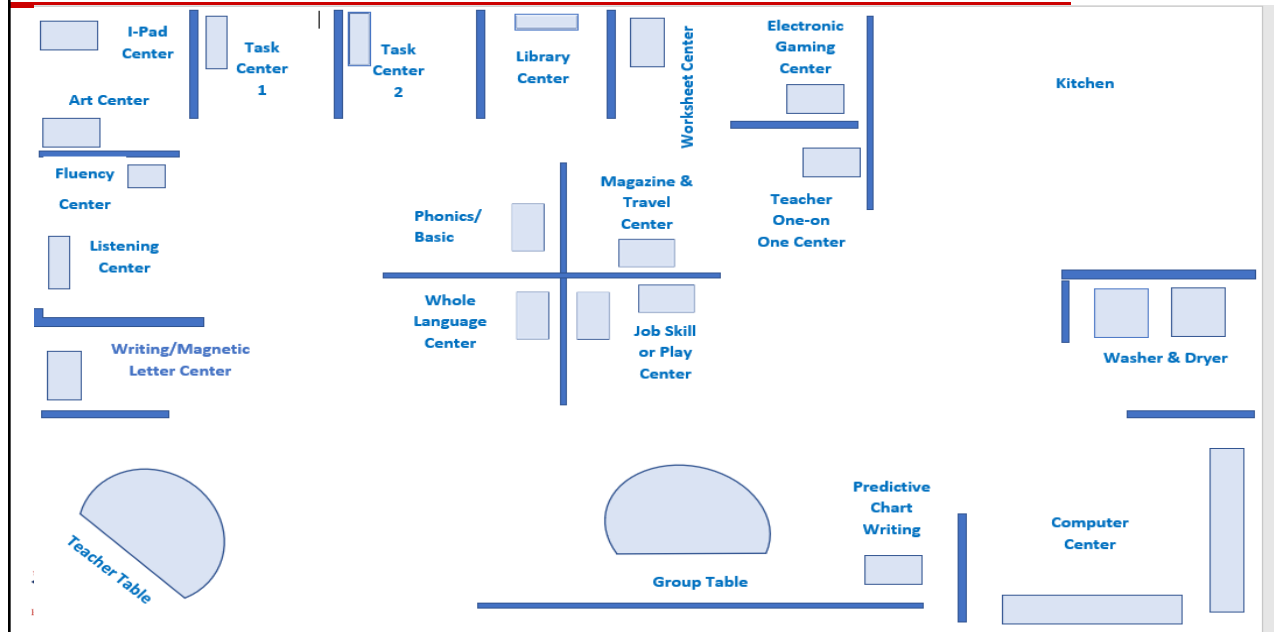 I-Pad
Center
Task
Center
1
Task
Center
2
Library
Center
Worksheet Center
Electronic
Gaming
Center
Kitchen
Art Center
Fluency
Center
Listening
Center
Phonics/
Basic
Magazine &
Travel
Center
Teacher
One-on
One Center
Whole
Language
Center
Job Skill
or Play
Center
Washer & Dryer
Writing/Magnetic
Letter Center
Teacher Table
Group Table
Predictive
Chart
Writing
Computer
Center